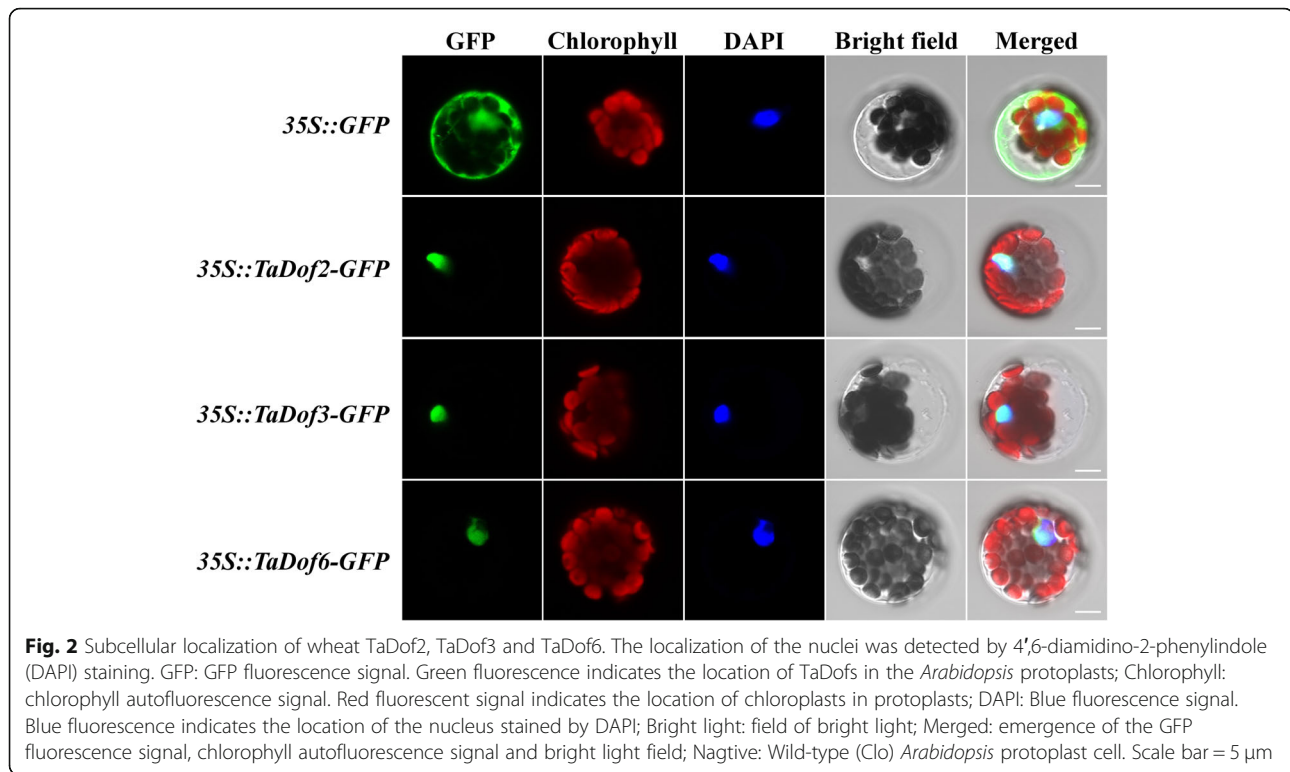 GFP Chlorophyll DAPI Bright field Merged
35S::GFP
35S::TaDof2-GFP
35S::TaDof3-GFP
35S::TaDof6-GFP
Fig. 2 Subcellular localization of wheat TaDof2, TaDof3 and TaDof6. The localization of the nuclei was detected by 4′,6-diamidino-2-phenylindole
(DAPI) staining. GFP: GFP fluorescence signal. Green fluorescence indicates the location of TaDofs in the Arabidopsis protoplasts; Chlorophyll:
chlorophyll autofluorescence signal. Red fluorescent signal indicates the location of chloroplasts in protoplasts; DAPI: Blue fluorescence signal.
Blue fluorescence indicates the location of the nucleus stained by DAPI; Bright light: field of bright light; Merged: emergence of the GFP
fluorescence signal, chlorophyll autofluorescence signal and bright light field; Nagtive: Wild-type (Clo) Arabidopsis protoplast cell. Scale bar = 5 μm